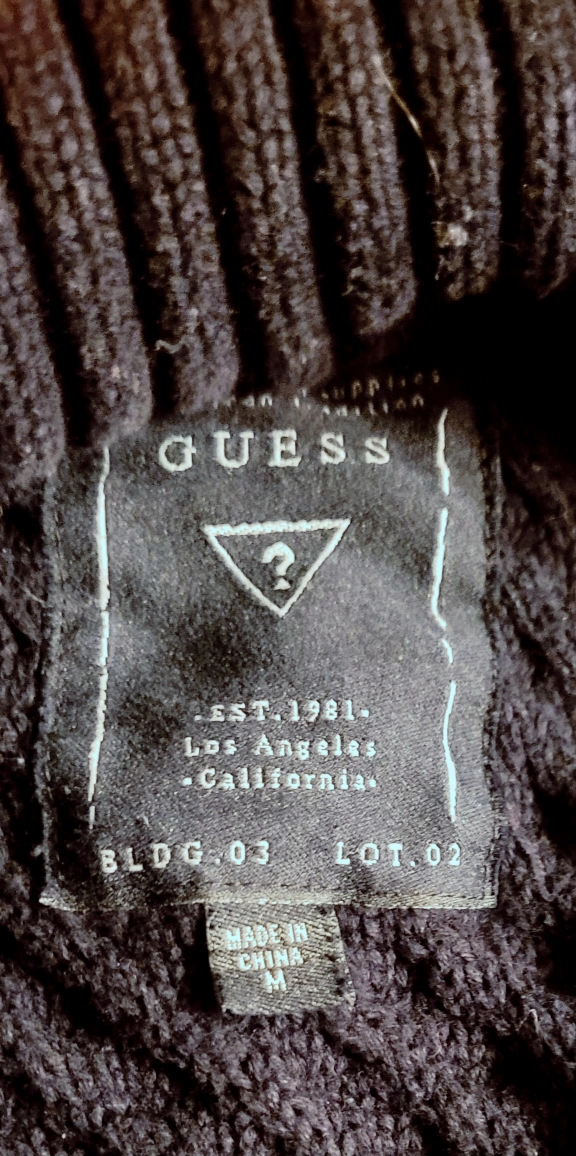 GUESS
?
.EST.1981.
Los Angeles
.California.
BLDG.03 LOT.02
MADE IN
CHINA
M